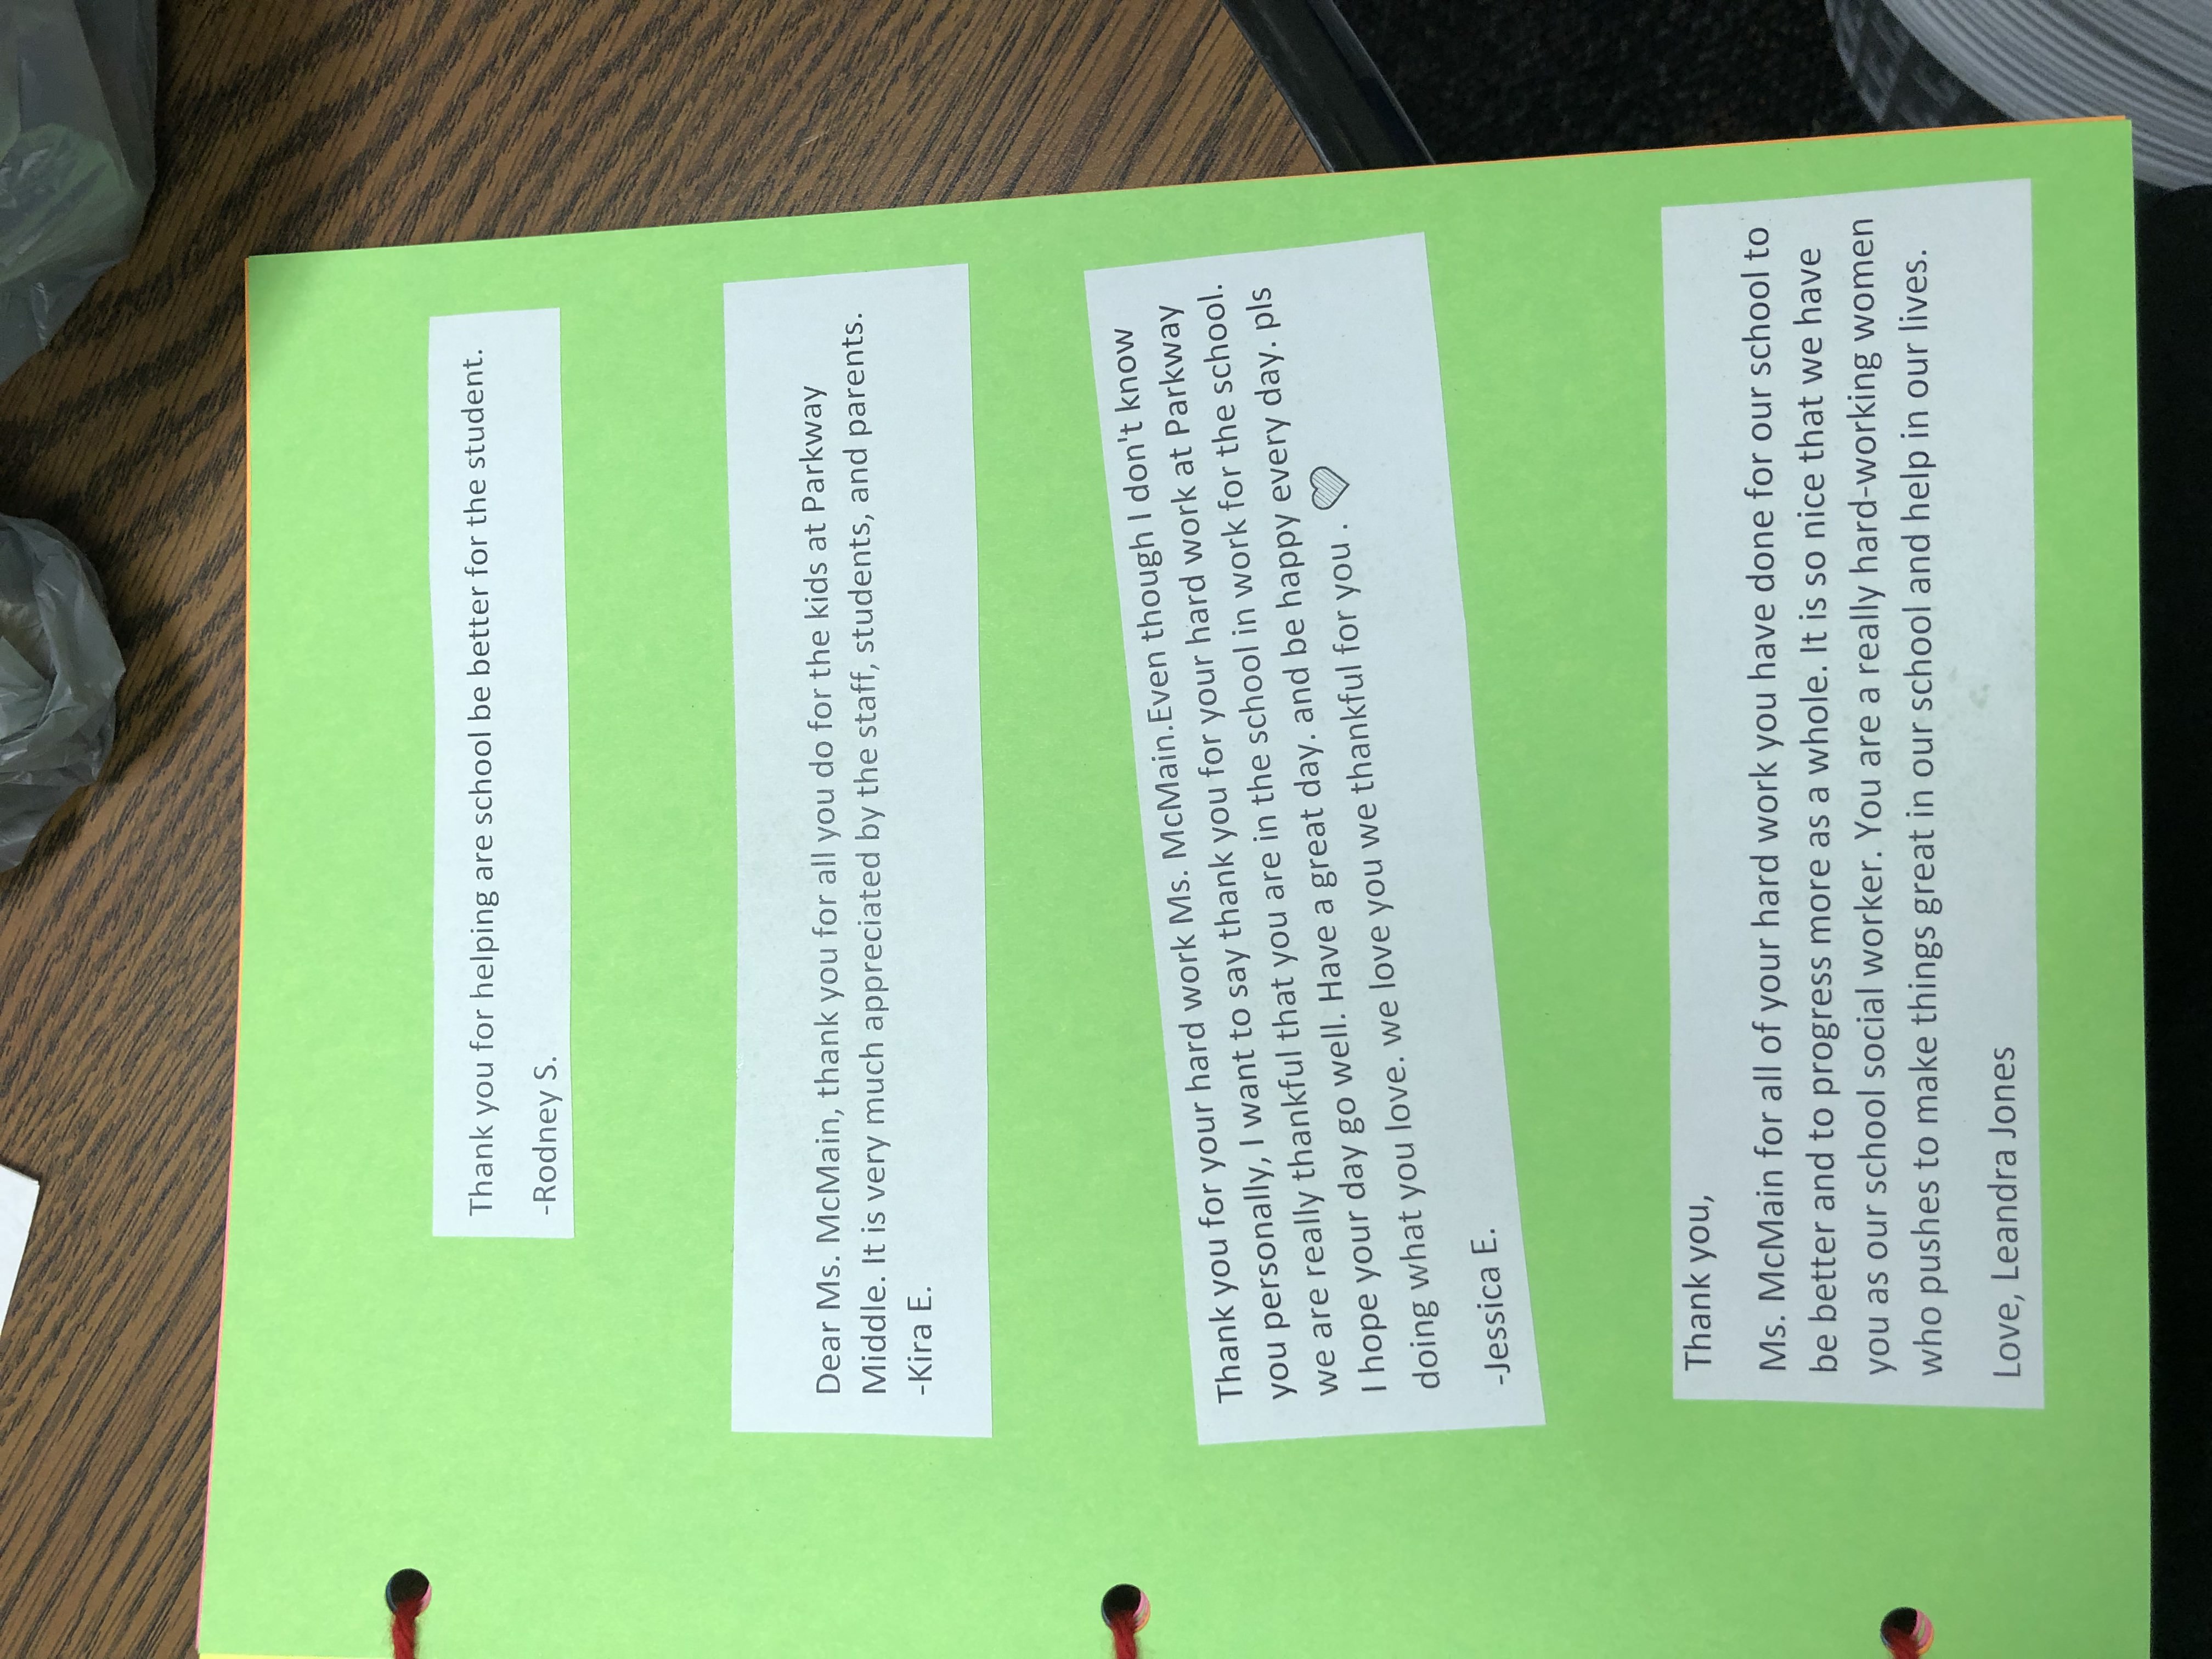 Thank you for helping are school be better for the student.
-Rodney S.
Dear Ms. McMain, thank you for all you do for the kids at Parkway
Middle. It is very much appreciated by the staff, students, and parents.
-Kira E.
Thank you for your hard work Ms. McMain.Even though I don't know
you personally, I want to say thank you for your hard work at Parkway
we are really thankful that you are in the school in work for the school.
I hope your day go well. Have a great day. and be happy every day. pls
doing what you love. we love you we thankful for you .
-Jessica E.
Thank you,
Ms. McMain for all of your hard work you have done for our school to
be better and to progress more as a whole. It is so nice that we have
you as our school social worker. You are a really hard-working women
who pushes to make things great in our school and help in our lives.
Love, Leandra Jones